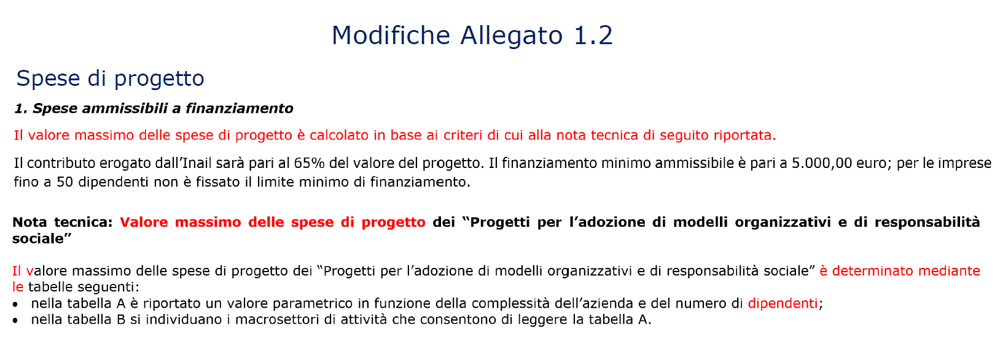 Modifiche Allegato 1.2
Spese di progetto
1. Spese ammissibili a finanziamento
Il valore massimo delle spese di progetto è calcolato in base ai criteri di cui alla nota tecnica di seguito riportata.
Il contributo erogato dall’Inail sarà pari al 65% del valore del progetto. Il finanziamento minimo ammissibile è pari a 5.000,00 euro; per le imprese
fino a 50 dipendenti non è fissato il limite minimo di finanziamento.
Nota tecnica: Valore massimo delle spese di progetto dei “Progetti per l’adozione di modelli organizzativi e di responsabilità
sociale”
Il valore massimo delle spese di progetto dei “Progetti per l’adozione di modelli organizzativi e di responsabilità sociale” è determinato mediante
le tabelle seguenti:
• nella tabella A è riportato un valore parametrico in funzione della complessità dell’azienda e del numero di dipendenti;
• nella tabella B si individuano i macrosettori di attività che consentono di leggere la tabella A.